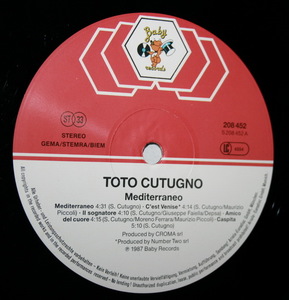 Baby
records
ST 33
STEREO
GEMA/STEMRA/BIEM
208 452
S 208 452 A
TOTO CUTUGNO
Mediterraneo
Mediterraneo 4:31 (S. Cutugno) - C'est Venise* 4:14 (S. Cutugno/Maurizio
Piccoli) - Il sognatore 4:10 (S. Cutugno/Giuseppe Faiella/Depsa) - Amico
del cuore 4:15 (S. Cutugno/Moreno Ferrara/Maurizio Piccoli) - Caspita
5:10 (S. Cutugno)
Produced by CROMA srl
*Produced by Number Two srl
℗ 1987 Baby Records